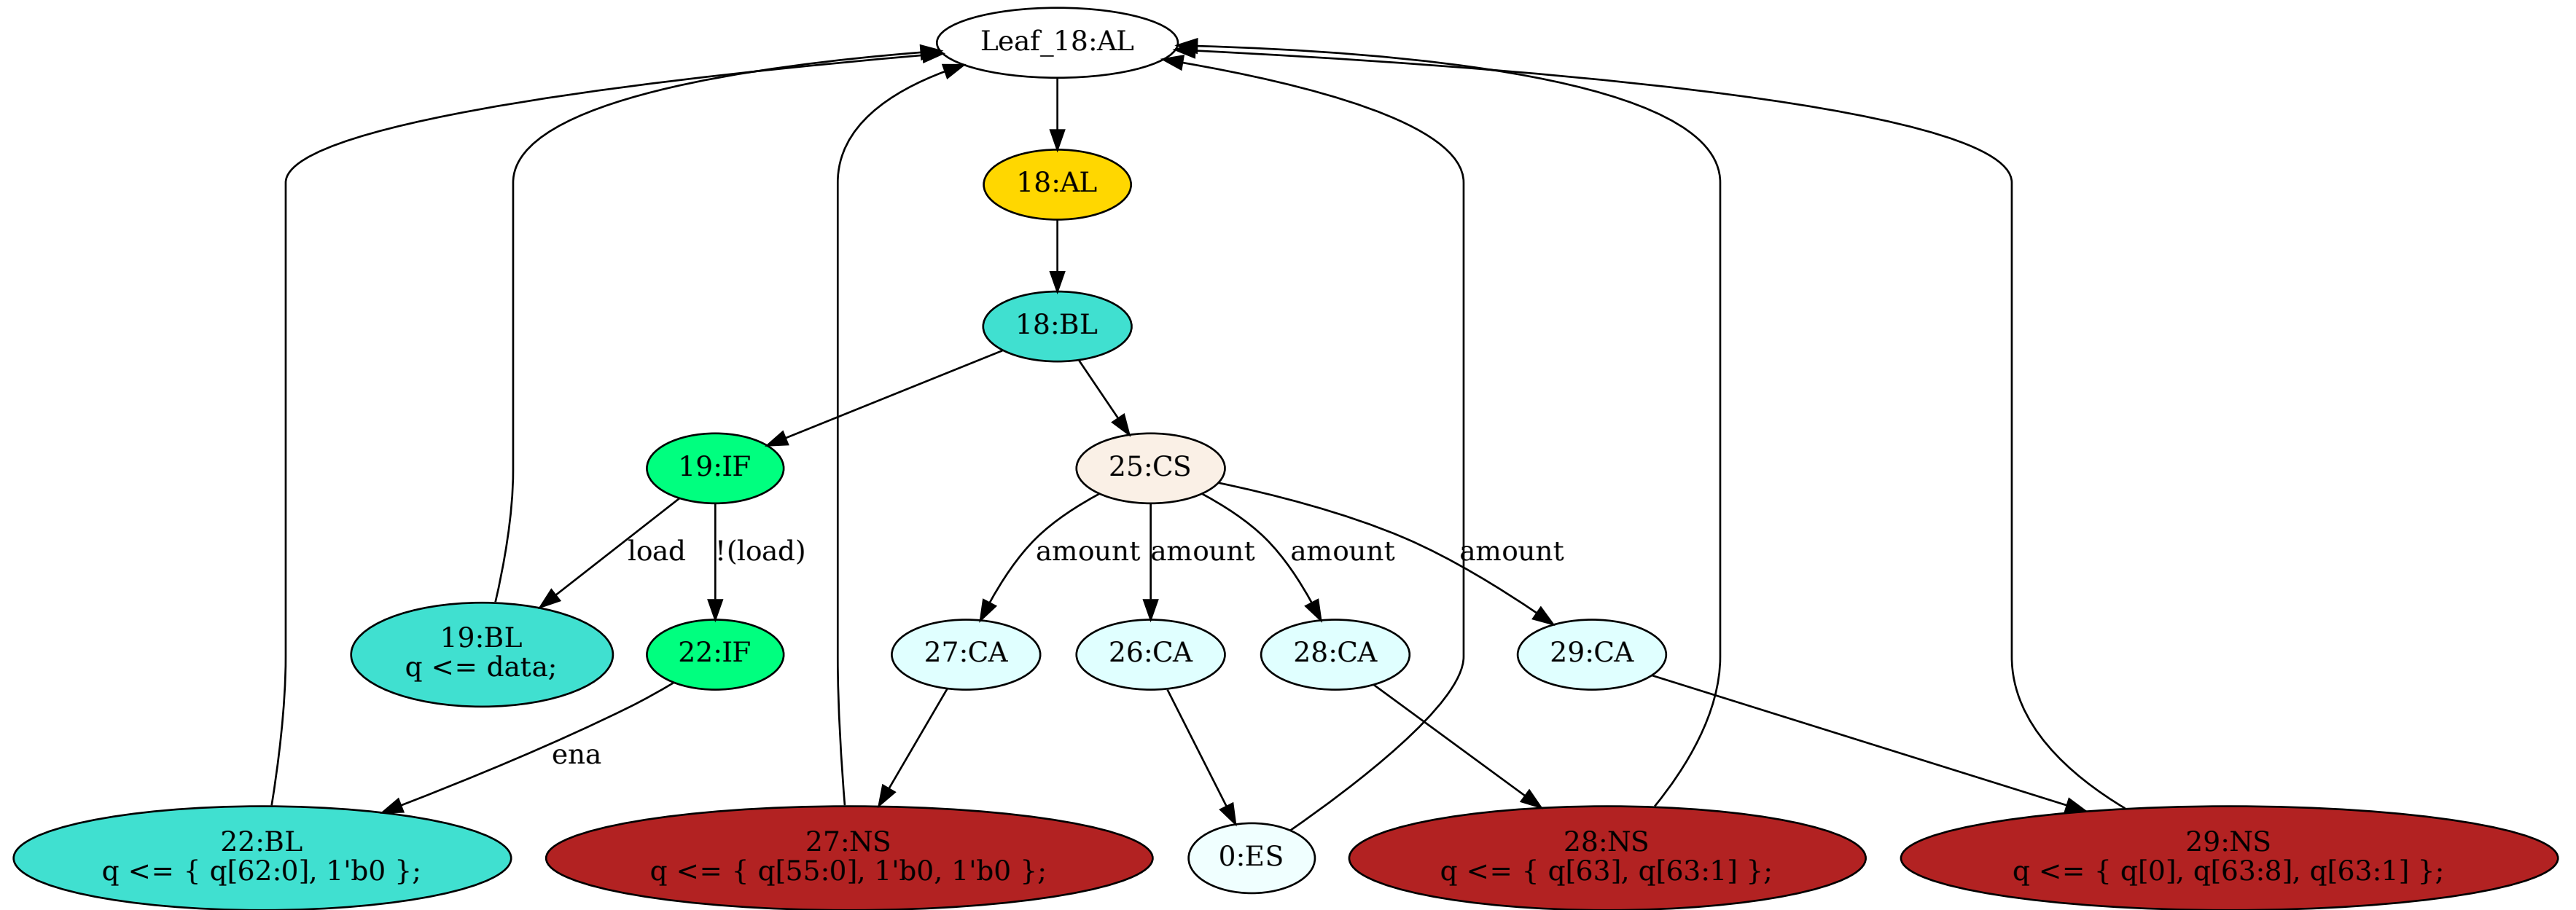 Leaf_18:AL
18:AL
18:BL
19:IF
25:CS
load
!(load)
amount
amount
amount
amount
19:BL
q <= data;
22:IF
27:CA
26:CA
28:CA
29:CA
ena
22:BL
q <= { q[62:0], 1'b0 };
27:NS
q <= { q[55:0], 1'b0, 1'b0 };
0:ES
28:NS
q <= { q[63], q[63:1] };
29:NS
q <= { q[0], q[63:8], q[63:1] };